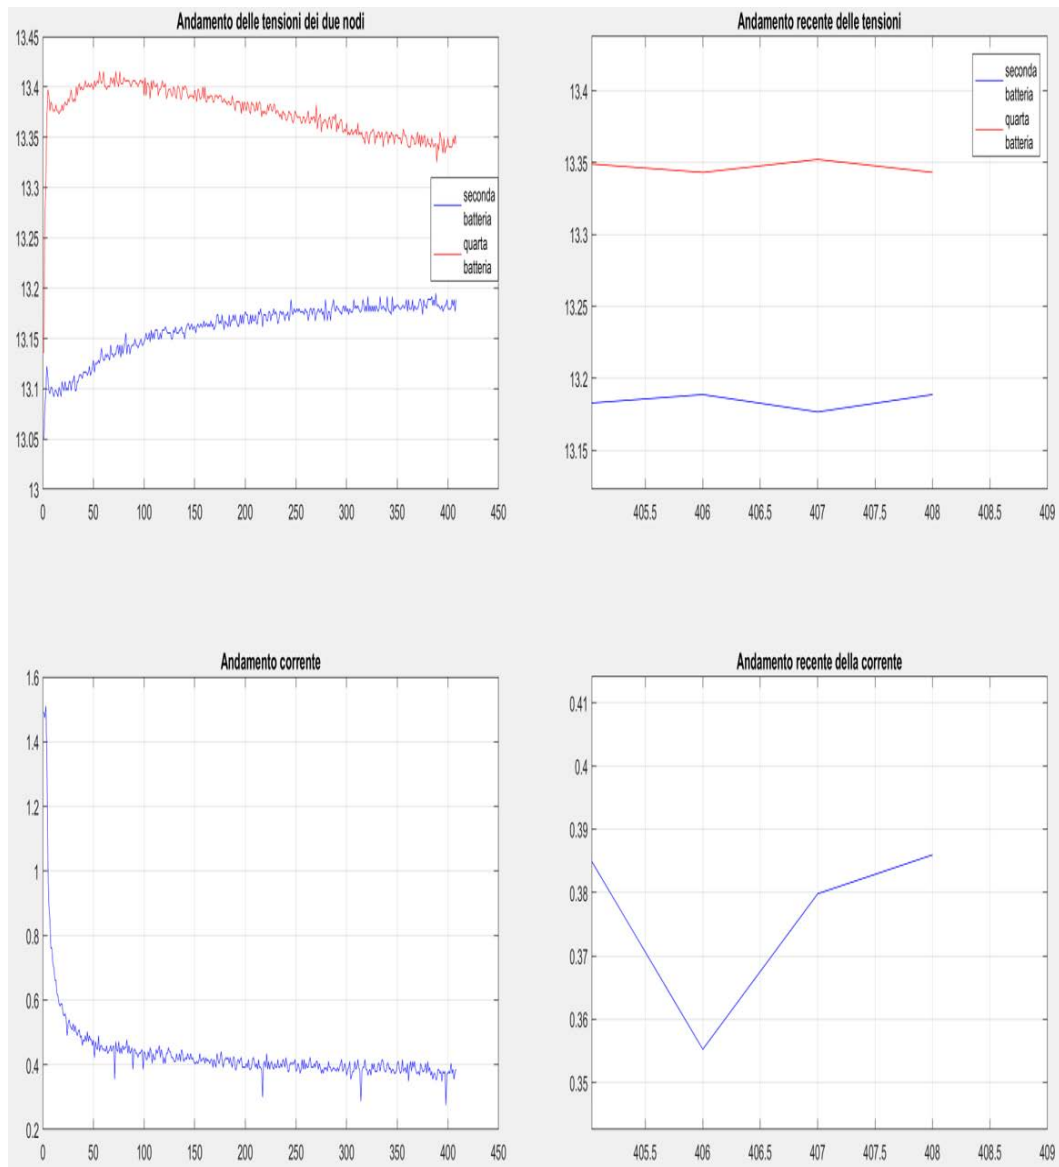 Andamento delle tensioni dei due nodi
13.45
13.4
13.35
13.3
13.25
13.2
13.15
13.1
13.05
13
0 50 100 150 200 250 300 350 400 450
seconda
batteria
quarta
batteria
Andamento recente delle tensioni
13.4
13.35
13.3
13.25
13.2
13.15
405.5 406 406.5 407 407.5 408 408.5 409
seconda
batteria
quarta
batteria
Andamento corrente
1.6
1.4
1.2
1
0.8
0.6
0.4
0.2
0 50 100 150 200 250 300 350 400 450
Andamento recente della corrente
0.41
0.4
0.39
0.38
0.37
0.36
0.35
405.5 406 406.5 407 407.5 408 408.5 409